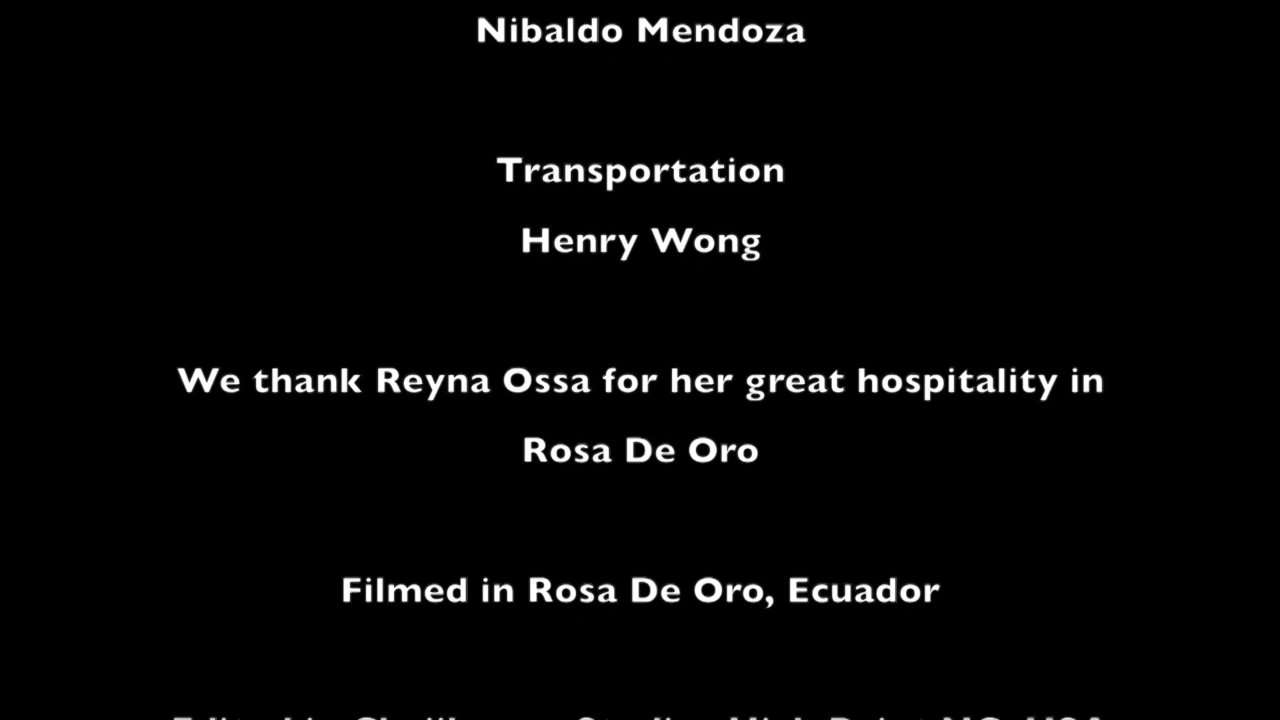 Nibaldo Mendoza
Transportation
Henry Wong
We thank Reyna Ossa for her great hospitality in
Rosa De Oro
Filmed in Rosa De Oro, Ecuador